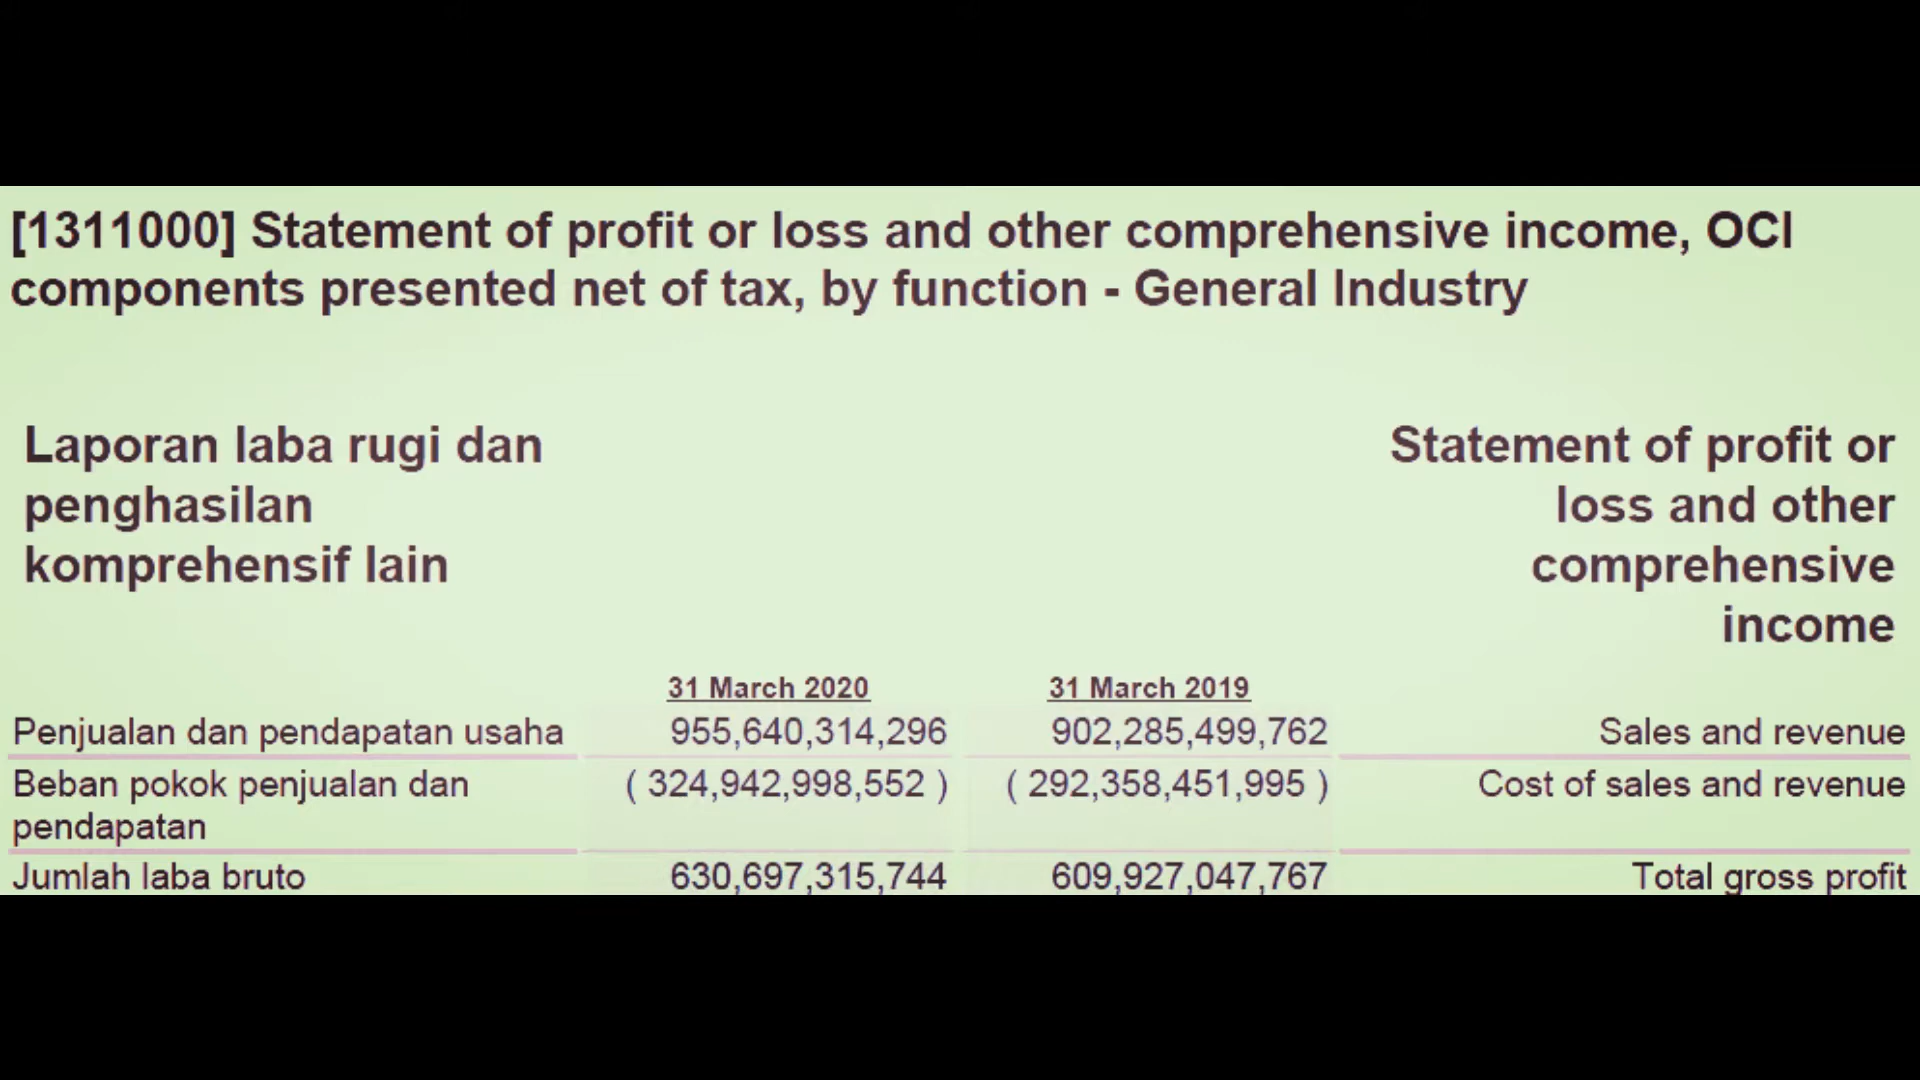 [1311000] Statement of profit or loss and other comprehensive income, OCI
components presented net of tax, by function - General Industry
Laporan laba rugi dan
penghasilan
komprehensif lain
Statement of profit or
loss and other
comprehensive
income
31 March 2020 31 March 2019
Penjualan dan pendapatan usaha 955,640,314,296 902,285,499,762 Sales and revenue
Beban pokok penjualan dan ( 324,942,998,552 ) ( 292,358,451,995 ) Cost of sales and revenue
pendapatan
Jumlah laba bruto 630,697,315,744 609,927,047,767 Total gross profit